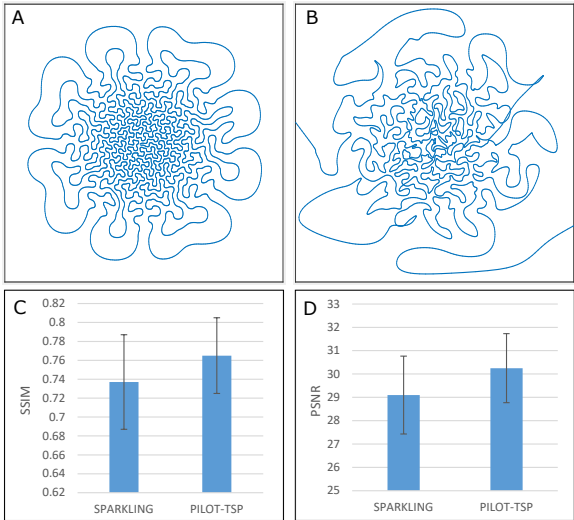 A
B
C
SSIM
0.82
0.8
0.78
0.76
0.74
0.72
0.7
0.68
0.66
0.64
0.62
SPARKLING PILOT-TSP
D
PSNR
33
32
31
30
29
28
27
26
25
SPARKLING PILOT-TSP